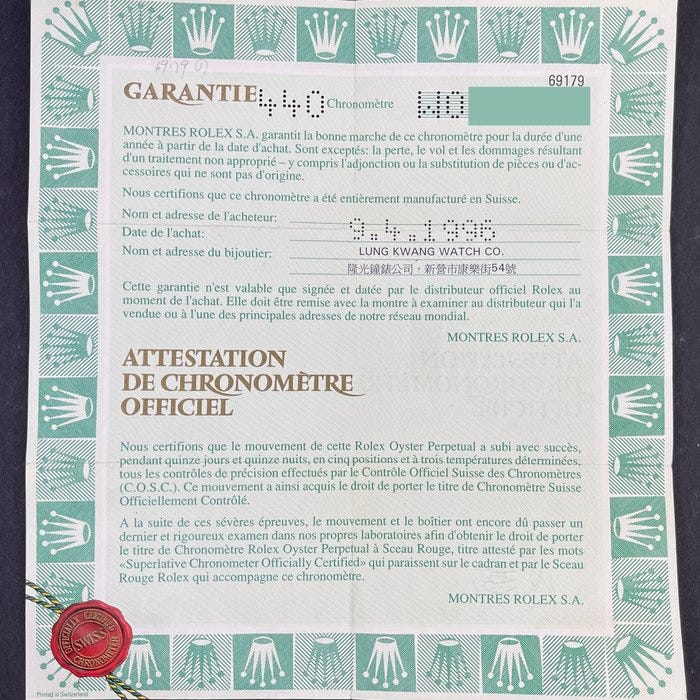 69179
69179 ()
GARANTIE 440 Chronomètre W0
MONTRES ROLEX S.A. garantit la bonne marche de ce chronomètre pour la durée d'une
année à partir de la date d'achat. Sont exceptés: la perte, le vol et les dommages résultant
d'un traitement non approprié – y compris l'adjonction ou la substitution de pièces ou d'ac-
cessoires qui ne sont pas d'origine.
Nous certifions que ce chronomètre a été entièrement manufacturé en Suisse.
Nom et adresse de l'acheteur:
Date de l'achat: 9.4.1996
Nom et adresse du bijoutier: LUNG KWANG WATCH CO.
隆光鐘錶公司，新營市康樂街54號
Cette garantie n'est valable que signée et datée par le distributeur officiel Rolex au
moment de l'achat. Elle doit être remise avec la montre à examiner au distributeur qui l'a
vendue ou à l'une des principales adresses de notre réseau mondial.
MONTRES ROLEX S.A.
ATTESTATION
DE CHRONOMÈTRE
OFFICIEL
Nous certifions que le mouvement de cette Rolex Oyster Perpetual a subi avec succès,
pendant quinze jours et quinze nuits, en cinq positions et à trois températures déterminées,
tous les contrôles de précision effectués par le Contrôle Officiel Suisse des Chronomètres
(C.O.S.C.). Ce mouvement a ainsi acquis le droit de porter le titre de Chronomètre Suisse
Officiellement Contrôlé.
A la suite de ces sévères épreuves, le mouvement et le boîtier ont encore dû passer un
dernier et rigoureux examen dans nos propres laboratoires afin d'obtenir le droit de porter
le titre de Chronomètre Rolex Oyster Perpetual à Sceau Rouge, titre attesté par les mots
«Superlative Chronometer Officially Certified» qui paraissent sur le cadran et par le Sceau
Rouge Rolex qui accompagne ce chronomètre.
MONTRES ROLEX S.A.
OFFICIALLY CERTIFIED
SWISS
CHRONOMETER
Printed in Switzerland